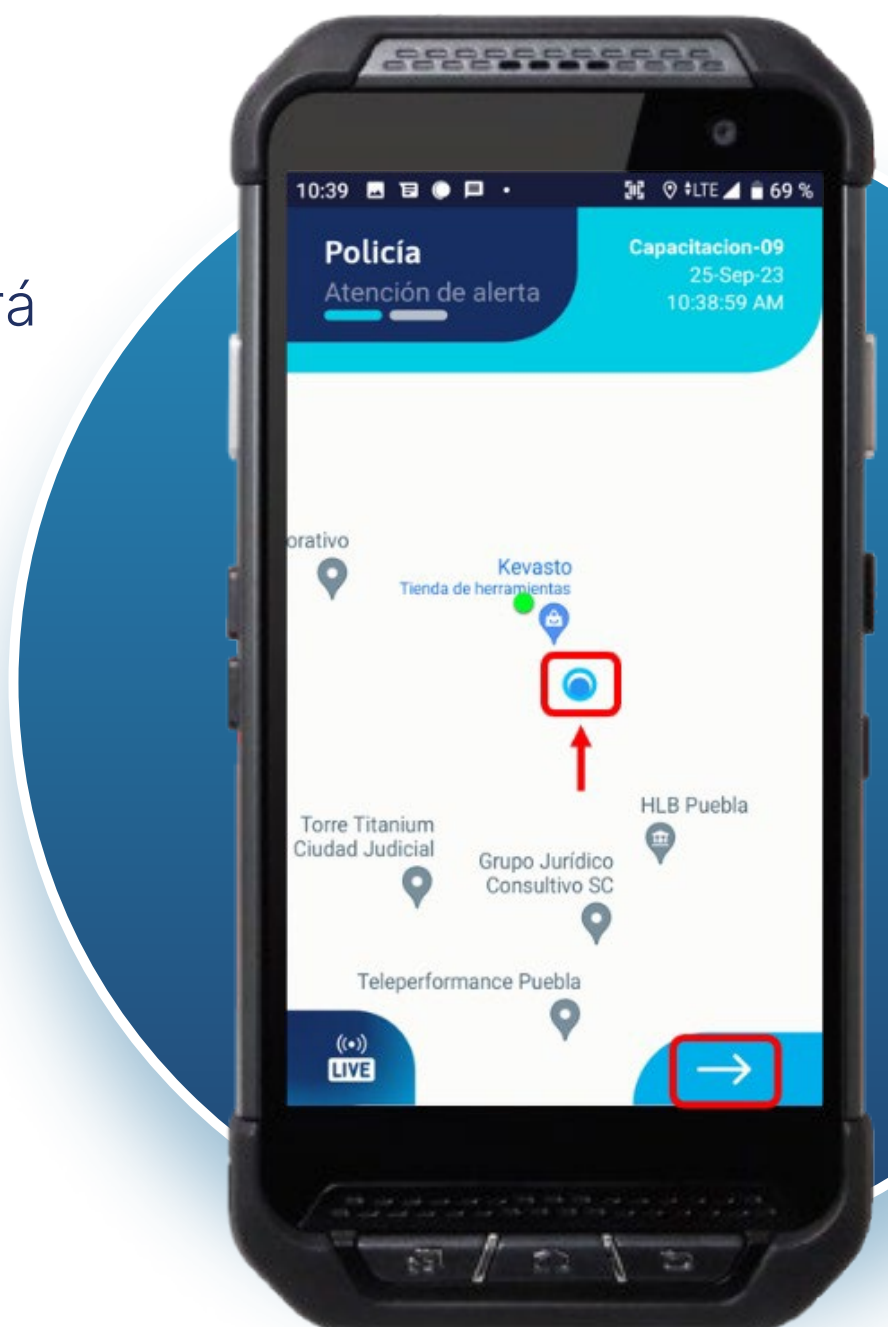 rá
10:39
LTE
69 %
Policía
Atención de alerta
Capacitacion-09
25-Sep-23
10:38:59 AM
orativo
Kevasto
Tienda de herramientas
HLB Puebla
Torre Titanium
Ciudad Judicial
Grupo Jurídico
Consultivo SC
Teleperformance Puebla
LIVE